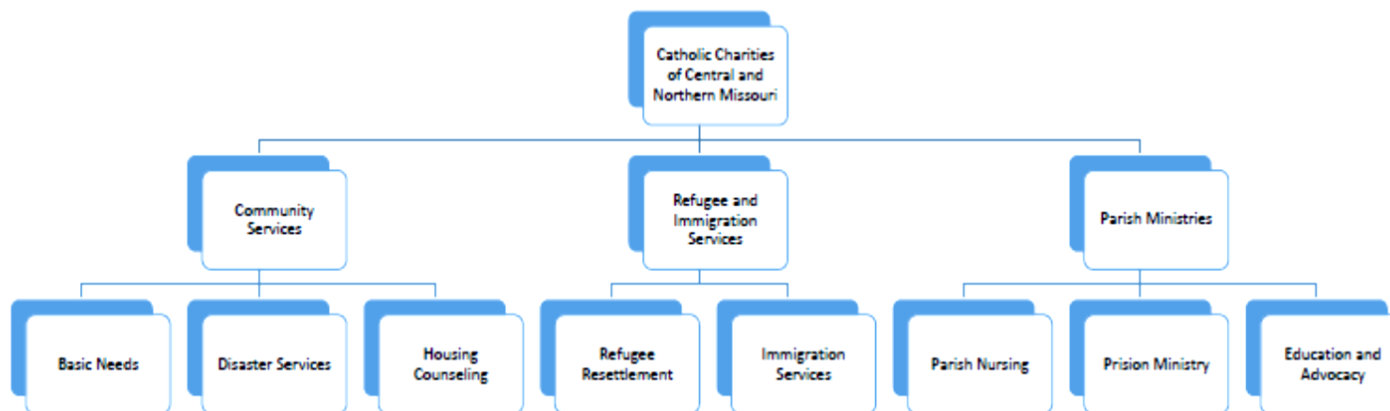 Catholic Charities
of Central and
Northern Missouri
Community
Services
Refugee and
Immigration
Services
Parish Ministries
Basic Needs
Disaster Services
Housing
Counseling
Refugee
Resettlement
Immigration
Services
Parish Nursing
Prision Ministry
Education and
Advocacy